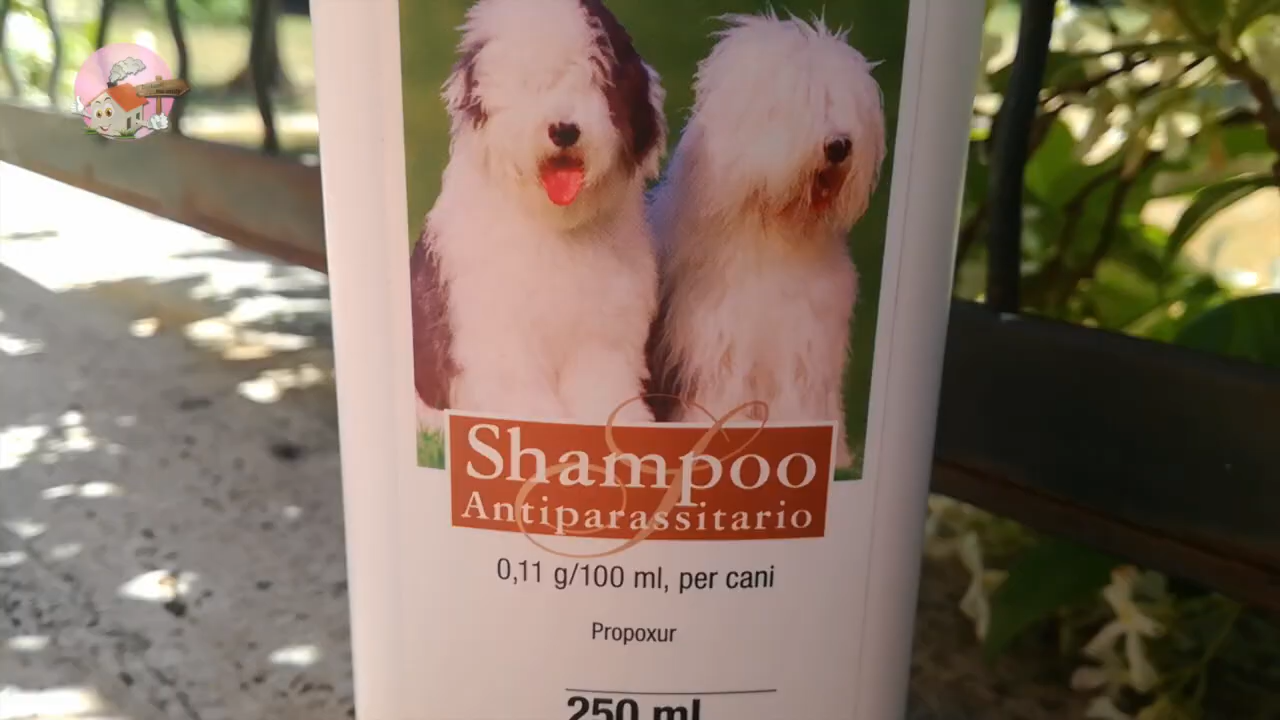 Shampoo
Antiparassitario
0,11 g/100 ml, per cani
Propoxur
250 ml